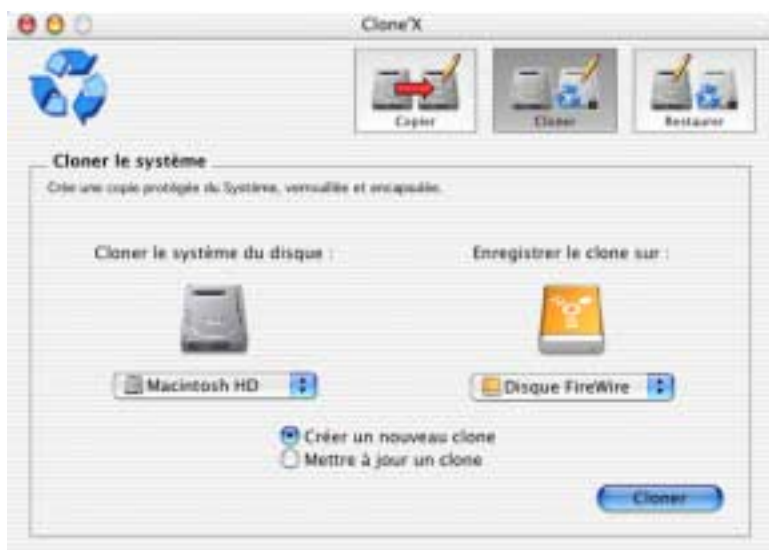 Clone'X
Copier
Cloner
Restaurer
Cloner le système
Crée une copie protégée du Système, verrouillée et encapsulée.
Cloner le système du disque :
Enregistrer le clone sur :
Macintosh HD
Disque FireWire
Créer un nouveau clone
Mettre à jour un clone
Cloner